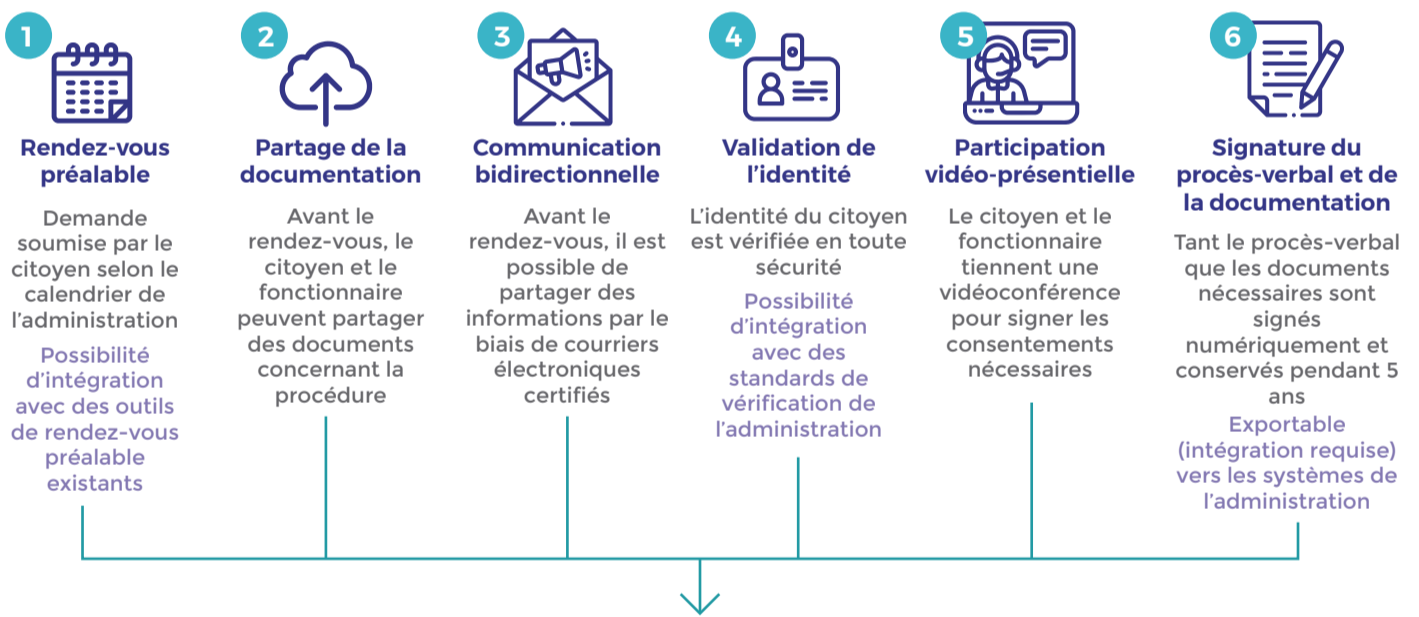 1
Rendez-vous
préalable
Demande
soumise par le
citoyen selon le
calendrier de
l'administration
Possibilité
d'intégration
avec des outils
de rendez-vous
préalable
existants
2
Partage de la
documentation
Avant le
rendez-vous, le
citoyen et le
fonctionnaire
peuvent partager
des documents
concernant la
procédure
3
Communication
bidirectionnelle
Avant le
rendez-vous, il est
possible de
partager des
informations par le
biais de courriers
électroniques
certifiés
4
Validation de
l'identité
L'identité du citoyen
est vérifiée en toute
sécurité
Possibilité
d'intégration
avec des
standards de
vérification de
l'administration
5
Participation
vidéo-présentielle
Le citoyen et le
fonctionnaire
tiennent une
vidéoconférence
pour signer les
consentements
nécessaires
6
Signature du
procès-verbal et de
la documentation
Tant le procès-verbal
que les documents
nécessaires sont
signés
numériquement et
conservés pendant 5
ans
Exportable
(intégration requise)
vers les systèmes de
l'administration